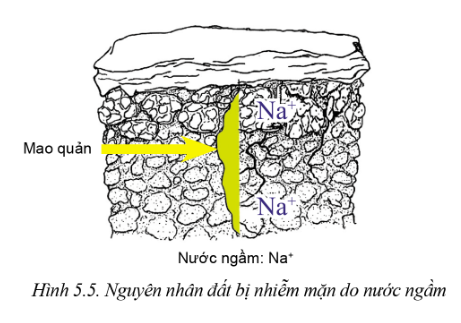 Na⁺
Mao quản
Na⁺
Nước ngầm: Na⁺
Hình 5.5. Nguyên nhân đất bị nhiễm mặn do nước ngầm